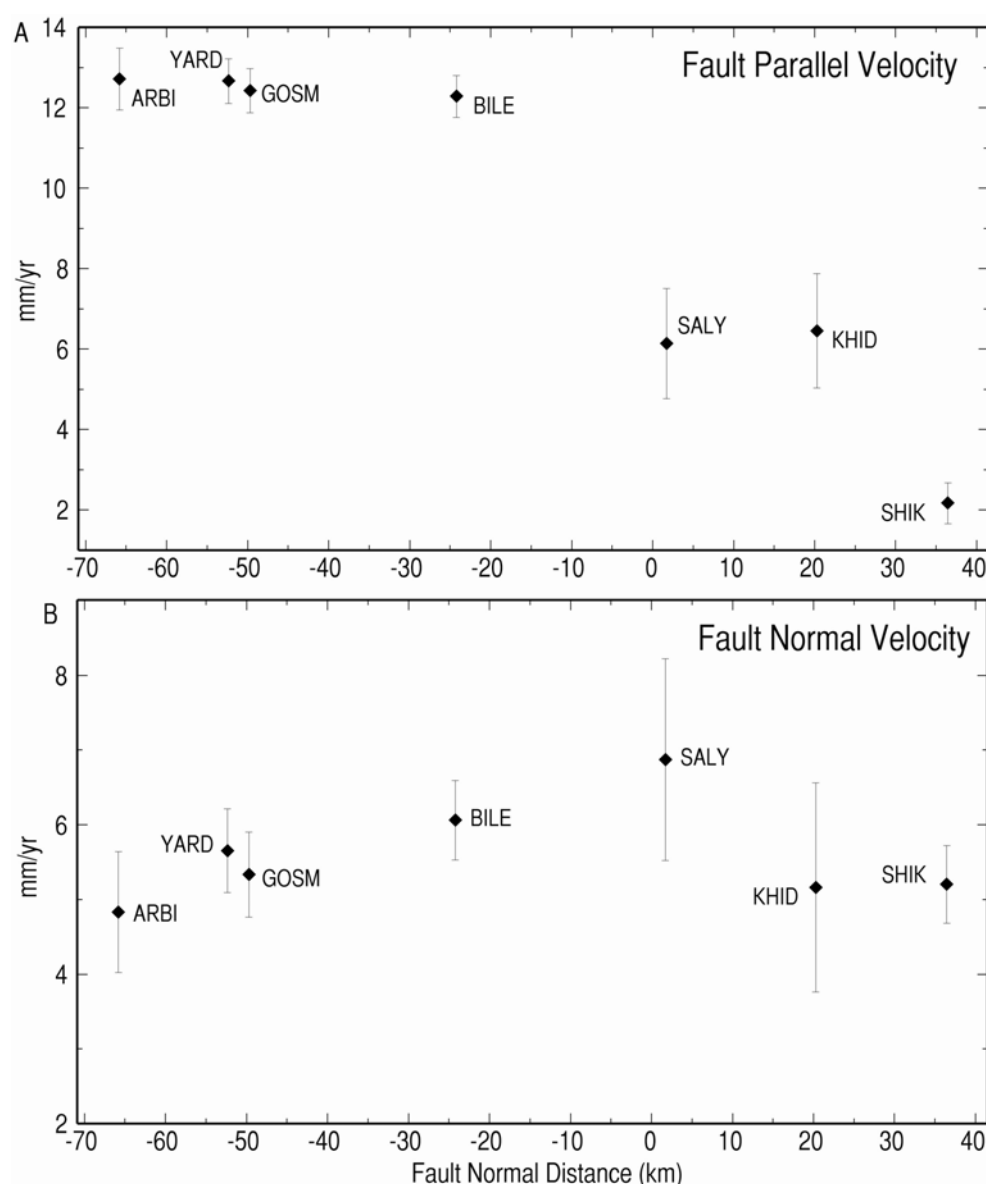 A
Fault Parallel Velocity
14
12
10
8
6
4
2
mm/yr
ARBI
YARD
GOSM
BILE
SALY
KHID
SHIK
-70 -60 -50 -40 -30 -20 -10 0 10 20 30 40
B
Fault Normal Velocity
8
6
4
2
mm/yr
ARBI
YARD
GOSM
BILE
SALY
KHID
SHIK
-70 -60 -50 -40 -30 -20 -10 0 10 20 30 40
Fault Normal Distance (km)